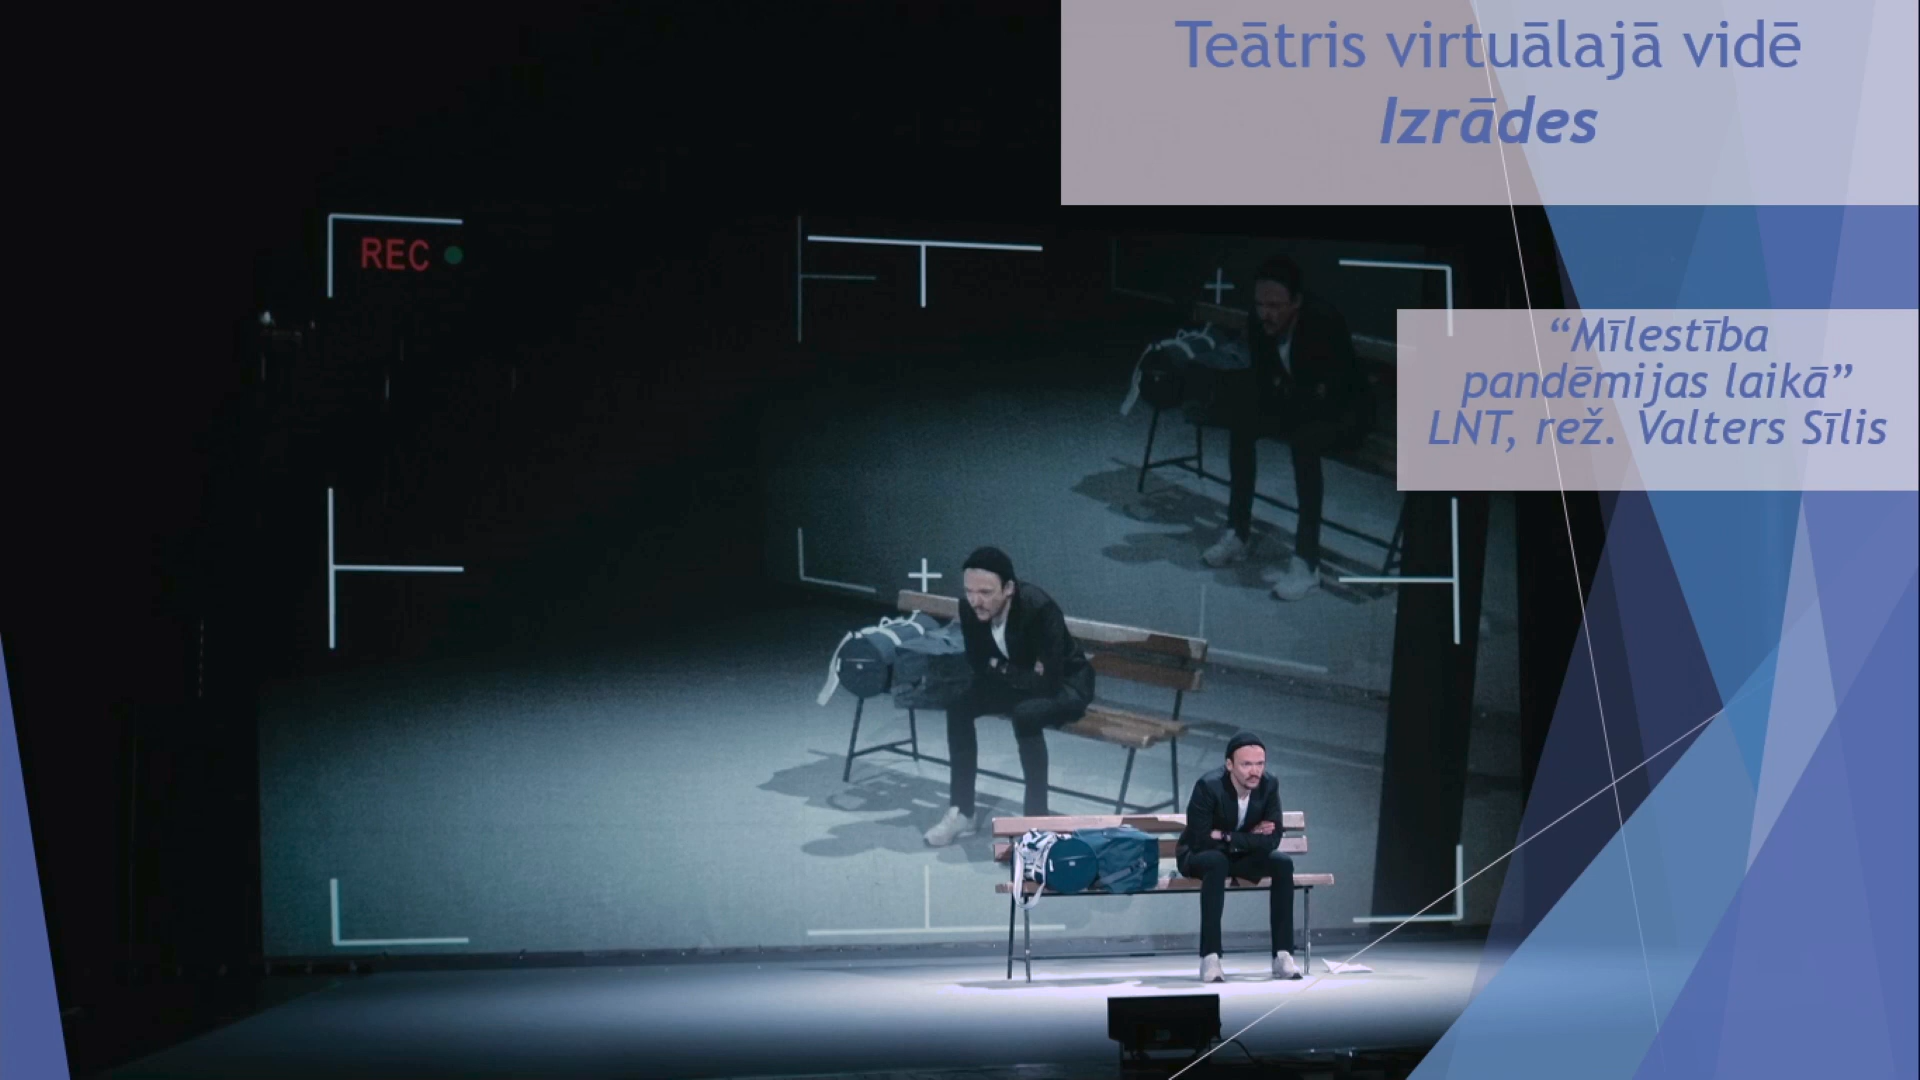 Teātris virtuālajā vidē
Izrādes
REC
“Mīlestība
pandēmijas laikā”
LNT, rež. Valters Sīlis